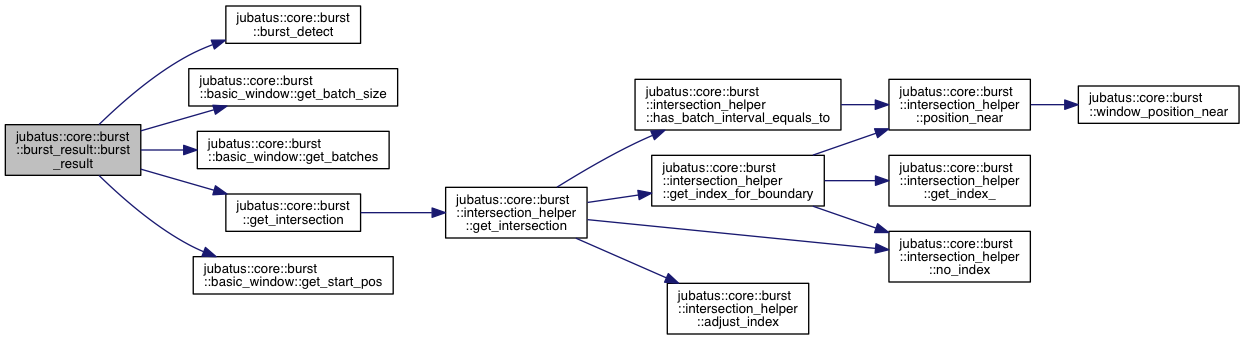 jubatus::core::burst
::burst_result::burst
_result
jubatus::core::burst
::burst_detect
jubatus::core::burst
::basic_window::get_batch_size
jubatus::core::burst
::basic_window::get_batches
jubatus::core::burst
::get_intersection
jubatus::core::burst
::basic_window::get_start_pos
jubatus::core::burst
::intersection_helper
::get_intersection
jubatus::core::burst
::intersection_helper
::has_batch_interval_equals_to
jubatus::core::burst
::intersection_helper
::get_index_for_boundary
jubatus::core::burst
::intersection_helper
::adjust_index
jubatus::core::burst
::intersection_helper
::position_near
jubatus::core::burst
::intersection_helper
::get_index_
jubatus::core::burst
::intersection_helper
::no_index
jubatus::core::burst
::window_position_near